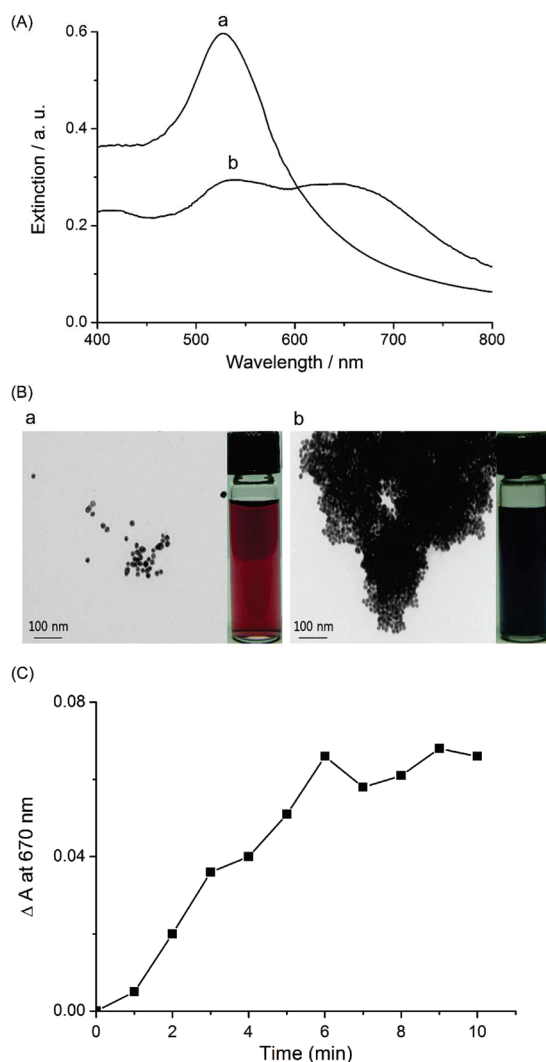 (A)
a
b
Extinction / a. u.
0.6
0.4
0.2
0.0
400
500
600
700
800
Wavelength / nm
(B)
a
b
100 nm
100 nm
(C)
Δ A at 670 nm
0.08
0.04
0.00
0
2
4
6
8
10
Time (min)